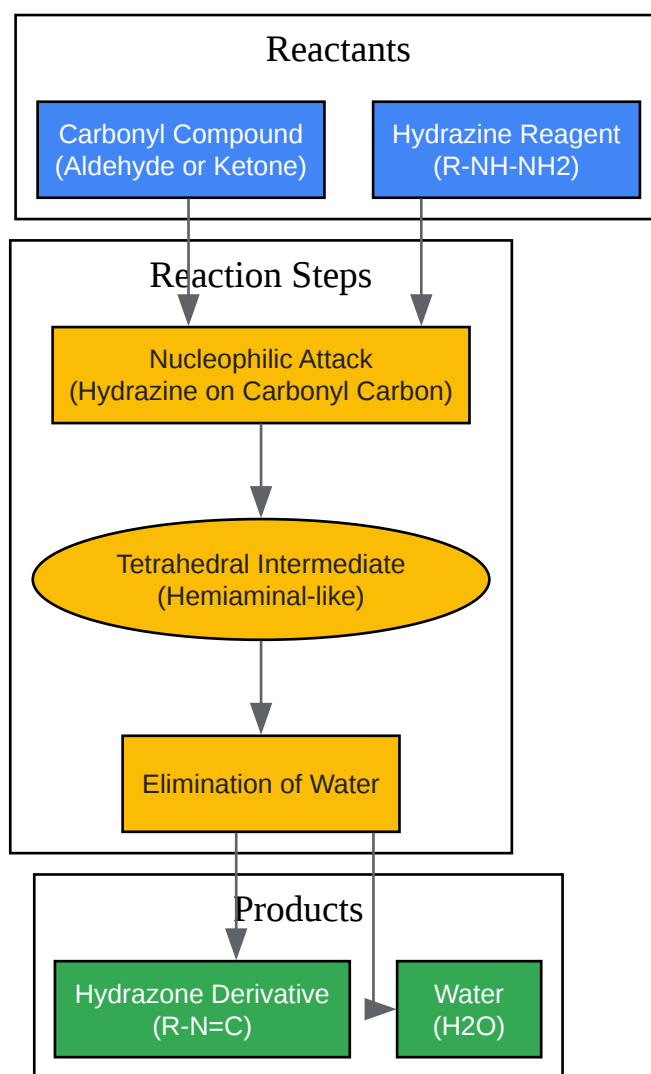 Reactants
Carbonyl Compound
(Aldehyde or Ketone)
Hydrazine Reagent
(R-NH-NH2)
Reaction Steps
Nucleophilic Attack
(Hydrazine on Carbonyl Carbon)
Tetrahedral Intermediate
(Hemiaminal-like)
Elimination of Water
Products
Hydrazone Derivative
(R-N=C)
Water
(H2O)